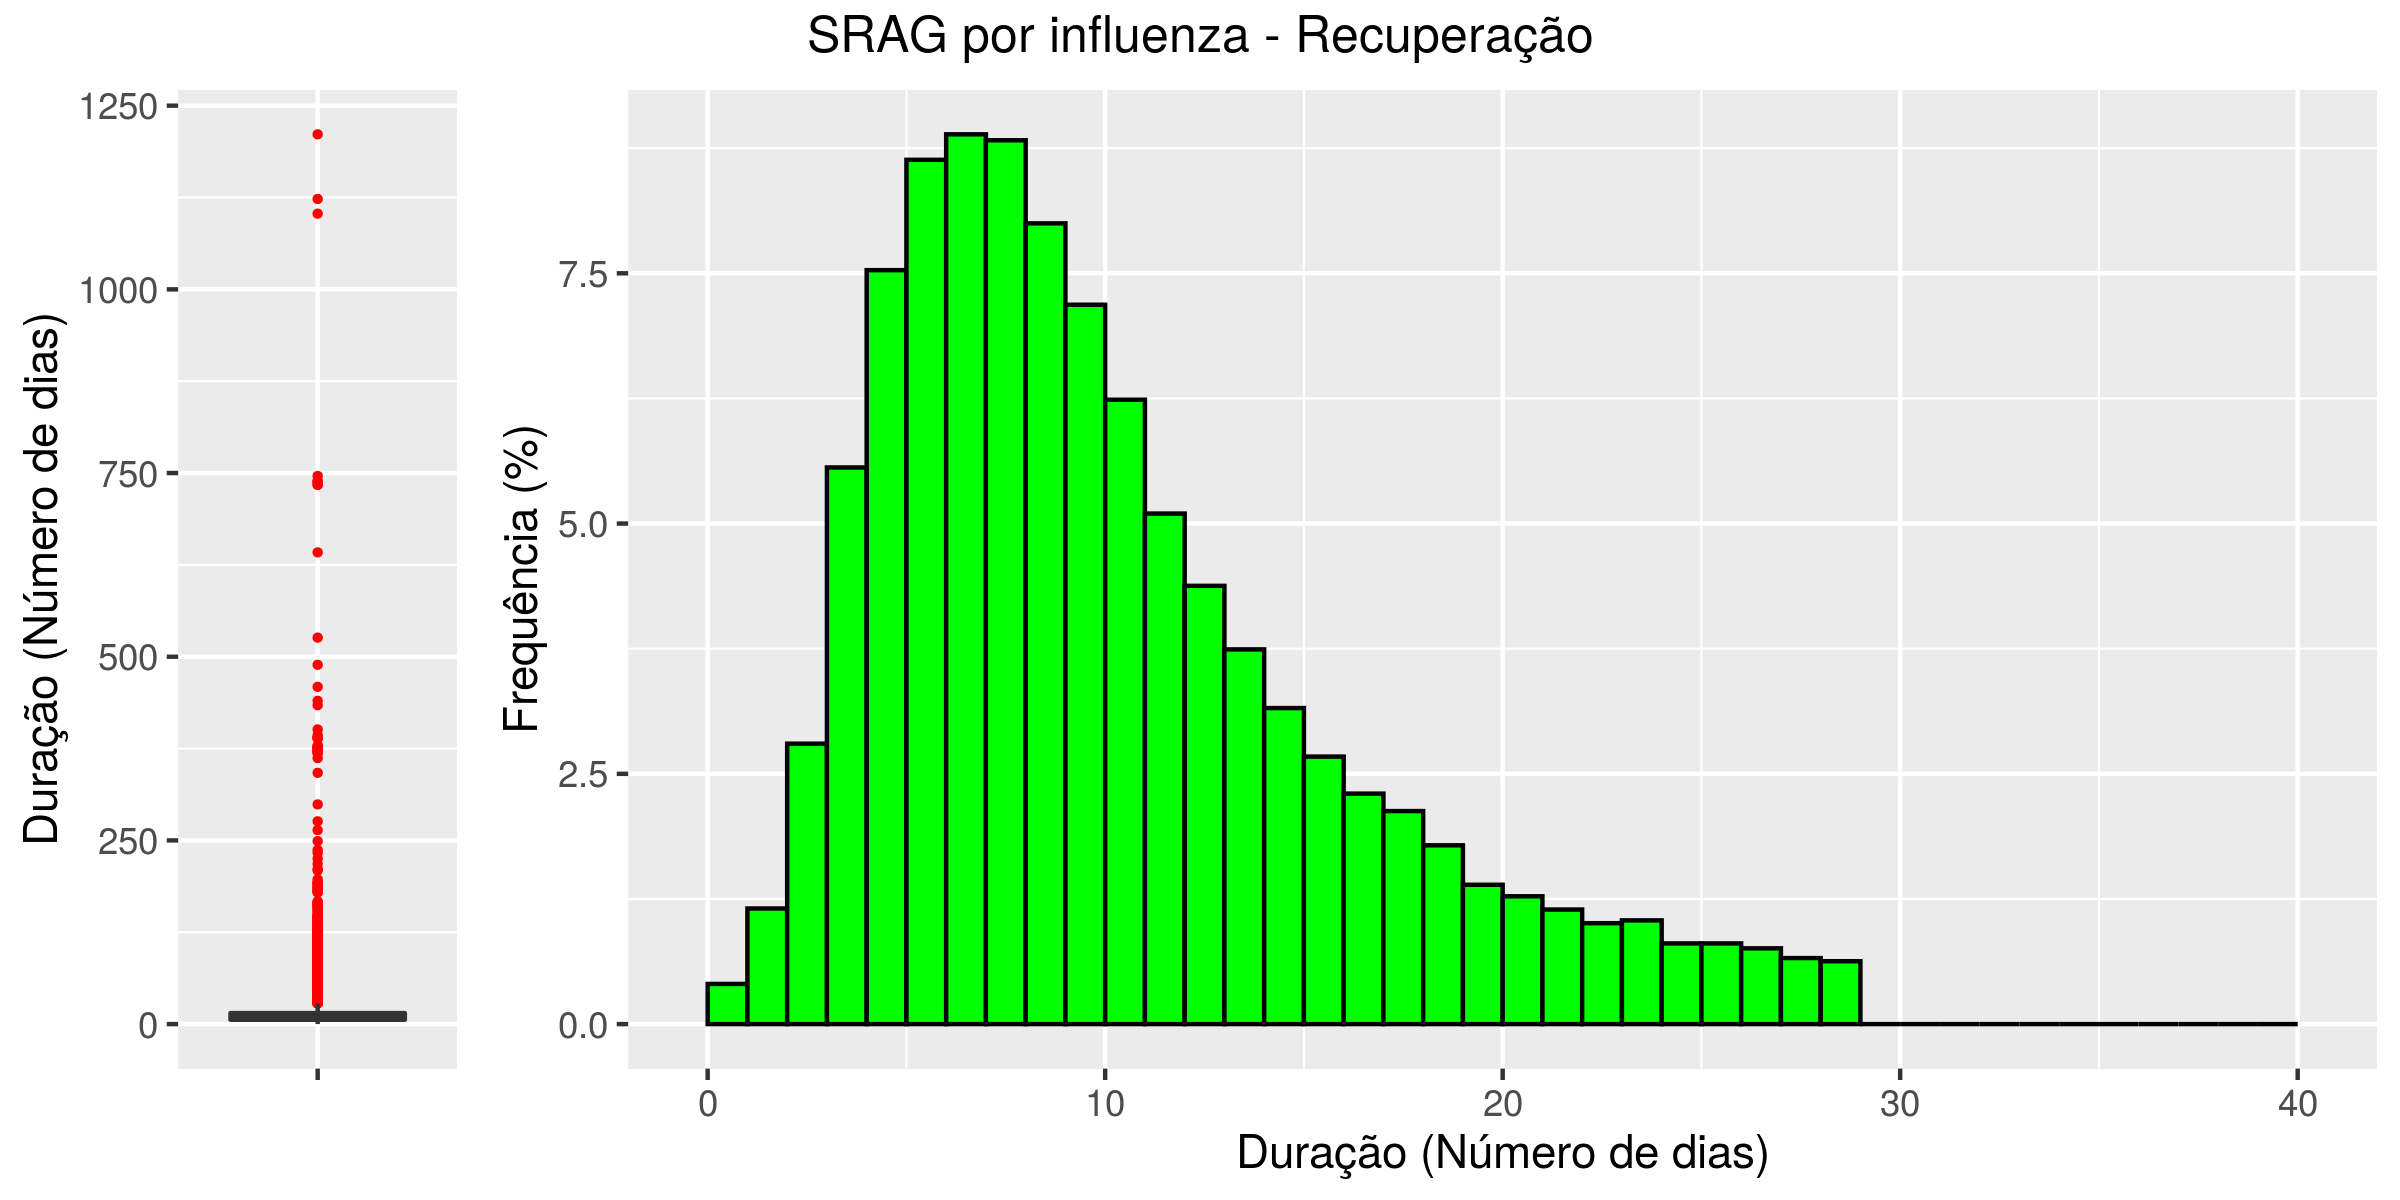 SRAG por influenza - Recuperação
Duração (Número de dias)
1250
1000
750
500
250
0
Frequência (%)
7.5
5.0
2.5
0.0
0 10 20 30 40
Duração (Número de dias)